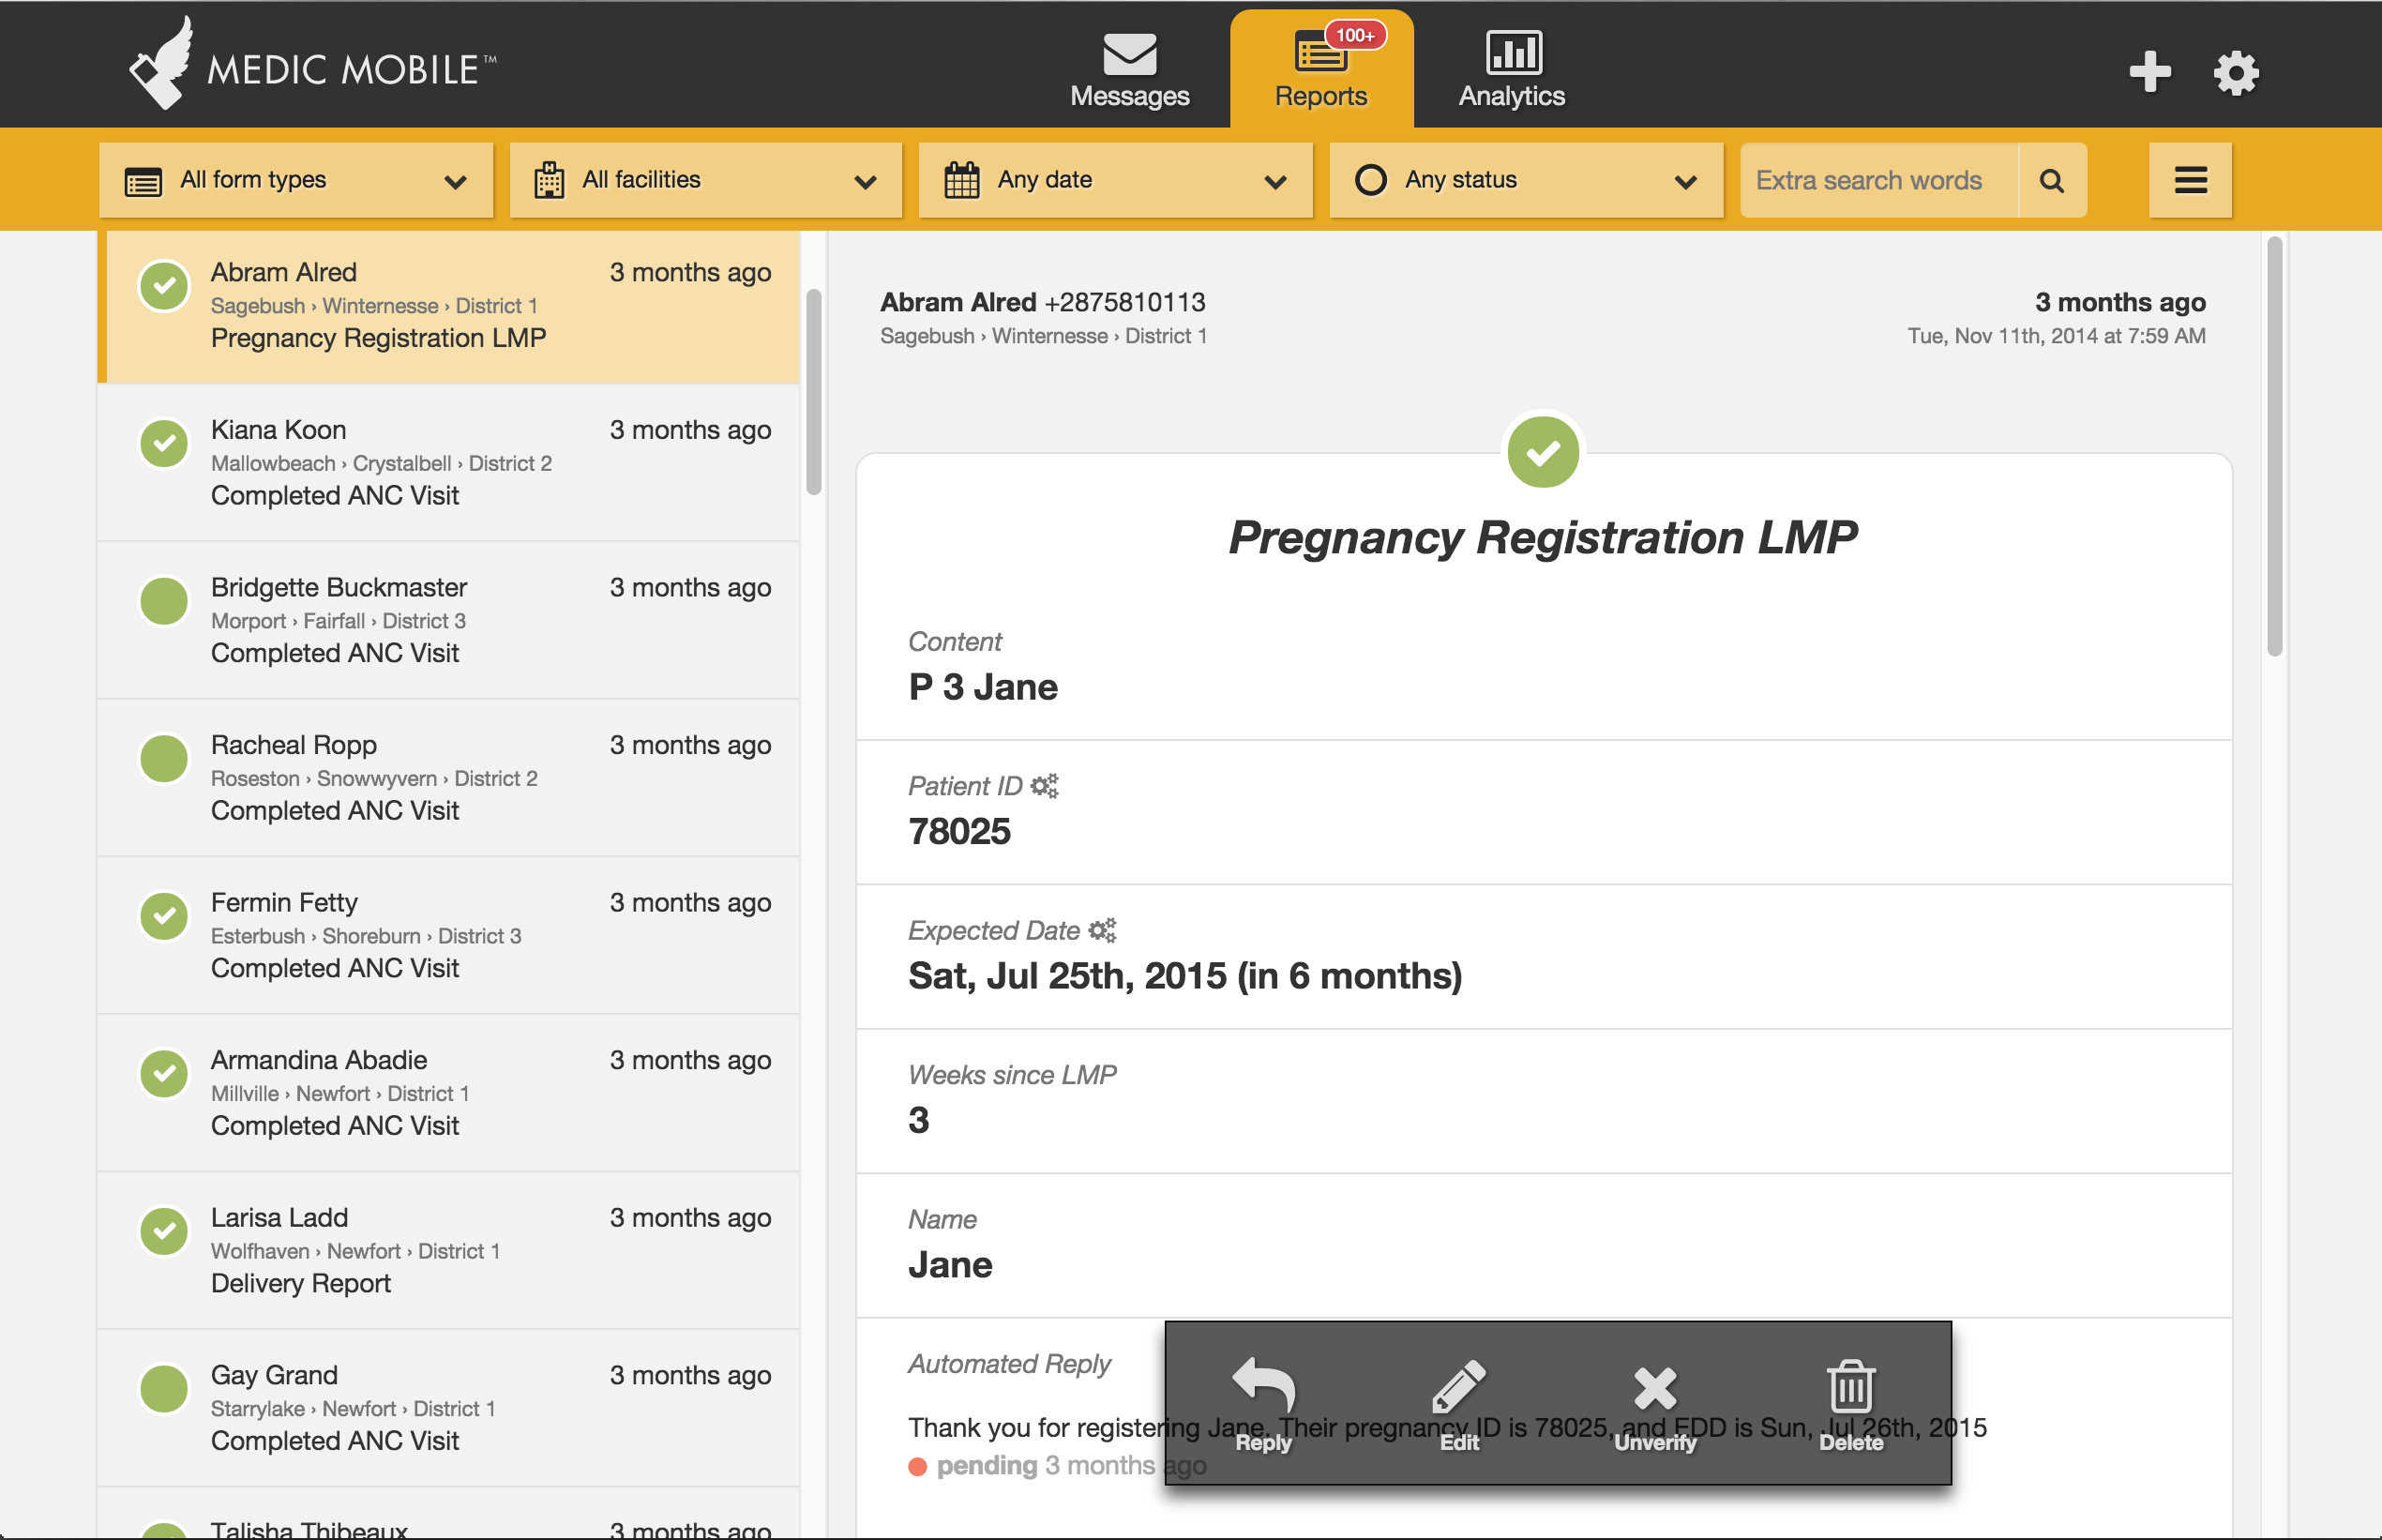 MEDIC MOBILE™
Messages
100+
Reports
Analytics
All form types
All facilities
Any date
Any status
Extra search words
Abram Alred 3 months ago
Sagebush › Winternesse › District 1
Pregnancy Registration LMP
Kiana Koon 3 months ago
Mallowbeach › Crystalbell › District 2
Completed ANC Visit
Bridgette Buckmaster 3 months ago
Morport › Fairfall › District 3
Completed ANC Visit
Racheal Ropp 3 months ago
Roseston › Snowwyvern › District 2
Completed ANC Visit
Fermin Fetty 3 months ago
Esterbush › Shoreburn › District 3
Completed ANC Visit
Armandina Abadie 3 months ago
Millville › Newfort › District 1
Completed ANC Visit
Larisa Ladd 3 months ago
Wolfhaven › Newfort › District 1
Delivery Report
Gay Grand 3 months ago
Starrylake › Newfort › District 1
Completed ANC Visit
Talisha Thibeaux 3 months ago
Abram Alred +2875810113 3 months ago
Sagebush › Winternesse › District 1 Tue, Nov 11th, 2014 at 7:59 AM
Pregnancy Registration LMP
Content
P 3 Jane
Patient ID
78025
Expected Date
Sat, Jul 25th, 2015 (in 6 months)
Weeks since LMP
3
Name
Jane
Automated Reply
Thank you for registering Jane. Their pregnancy ID is 78025, and EDD is Sun, Jul 26th, 2015
pending 3 months ago
Reply Edit Unverify Delete